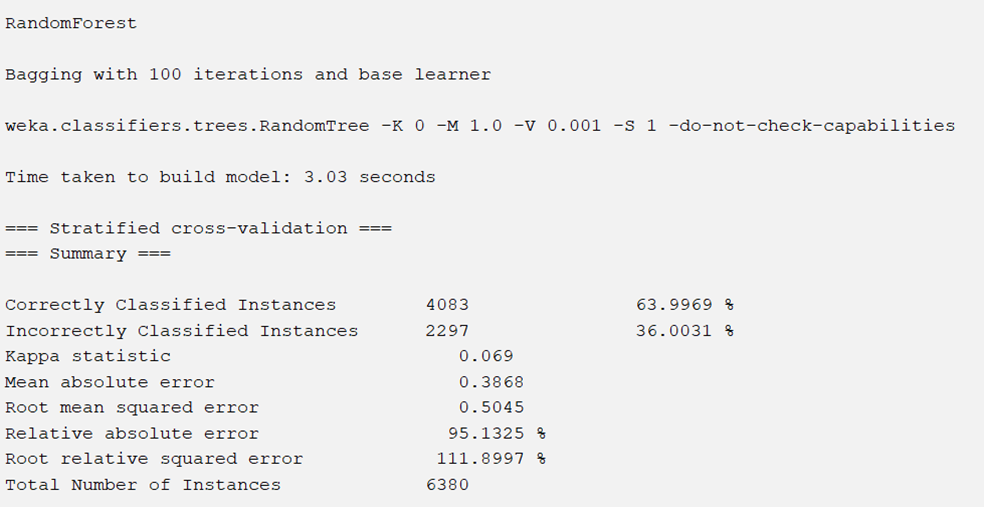 RandomForest
Bagging with 100 iterations and base learner
weka.classifiers.trees.RandomTree -K 0 -M 1.0 -V 0.001 -S 1 -do-not-check-capabilities
Time taken to build model: 3.03 seconds
=== Stratified cross-validation ===
=== Summary ===
Correctly Classified Instances 4083 63.9969 %
Incorrectly Classified Instances 2297 36.0031 %
Kappa statistic 0.069
Mean absolute error 0.3868
Root mean squared error 0.5045
Relative absolute error 95.1325 %
Root relative squared error 111.8997 %
Total Number of Instances 6380